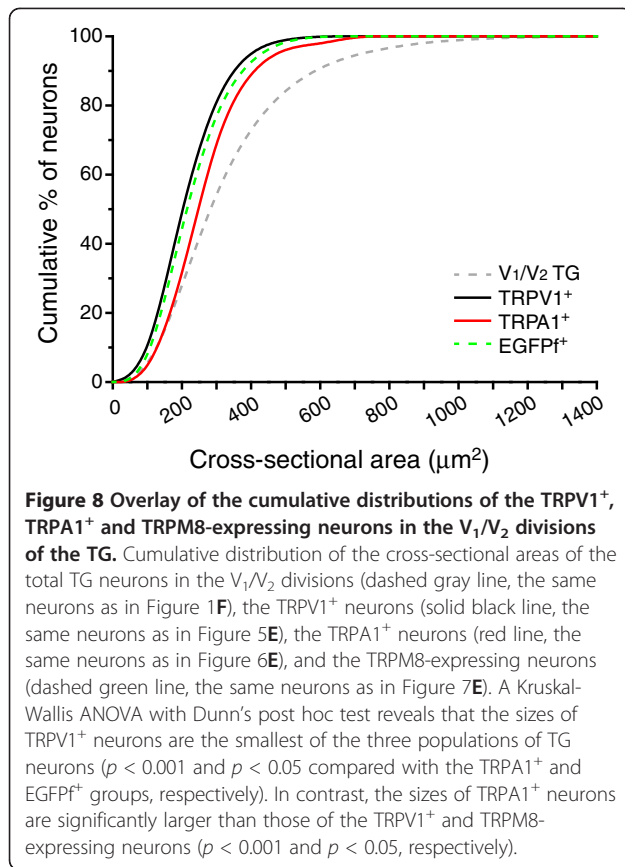 100
80
60
40
20
0
Cumulative % of neurons
V1/V2 TG
TRPV1+
TRPA1+
EGFPf+
0
200
400
600
800
1000
1200
1400
Cross-sectional area (μm²)
Figure 8 Overlay of the cumulative distributions of the TRPV1+,
TRPA1+ and TRPM8-expressing neurons in the V1/V2 divisions
of the TG. Cumulative distribution of the cross-sectional areas of the
total TG neurons in the V1/V2 divisions (dashed gray line, the same
neurons as in Figure 1F), the TRPV1+ neurons (solid black line, the
same neurons as in Figure 5E), the TRPA1+ neurons (red line, the
same neurons as in Figure 6E), and the TRPM8-expressing neurons
(dashed green line, the same neurons as in Figure 7E). A Kruskal-
Wallis ANOVA with Dunn's post hoc test reveals that the sizes of
TRPV1+ neurons are the smallest of the three populations of TG
neurons (p < 0.001 and p < 0.05 compared with the TRPA1+ and
EGFPf+ groups, respectively). In contrast, the sizes of TRPA1+ neurons
are significantly larger than those of the TRPV1+ and TRPM8-
expressing neurons (p < 0.001 and p < 0.05, respectively).